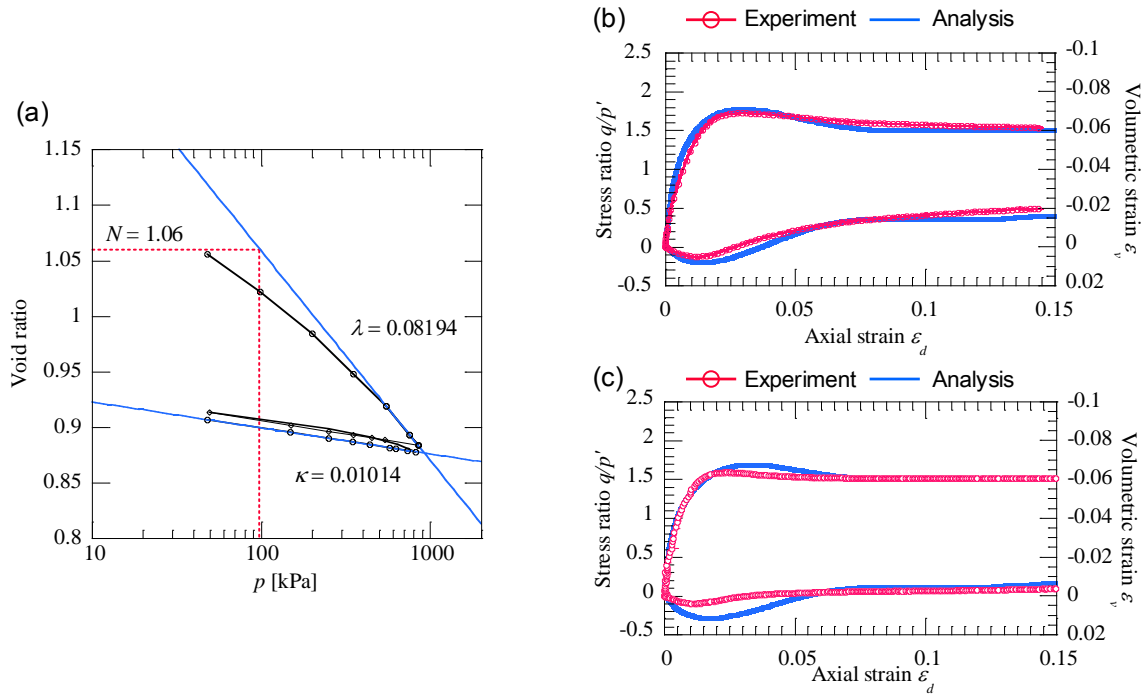 (a)
1.15
1.1
1.05
1
0.95
0.9
0.85
0.8
Void ratio
N = 1.06
λ = 0.08194
κ = 0.01014
10
100
1000
p [kPa]
(b)
Experiment
Analysis
2.5
2
1.5
1
0.5
0
-0.5
Stress ratio q/p'
-0.1
-0.08
-0.06
-0.04
-0.02
0
0.02
Volumetric strain εv
0
0.05
0.1
0.15
Axial strain εd
(c)
Experiment
Analysis
2.5
2
1.5
1
0.5
0
-0.5
Stress ratio q/p'
-0.1
-0.08
-0.06
-0.04
-0.02
0
0.02
Volumetric strain εv
0
0.05
0.1
0.15
Axial strain εd